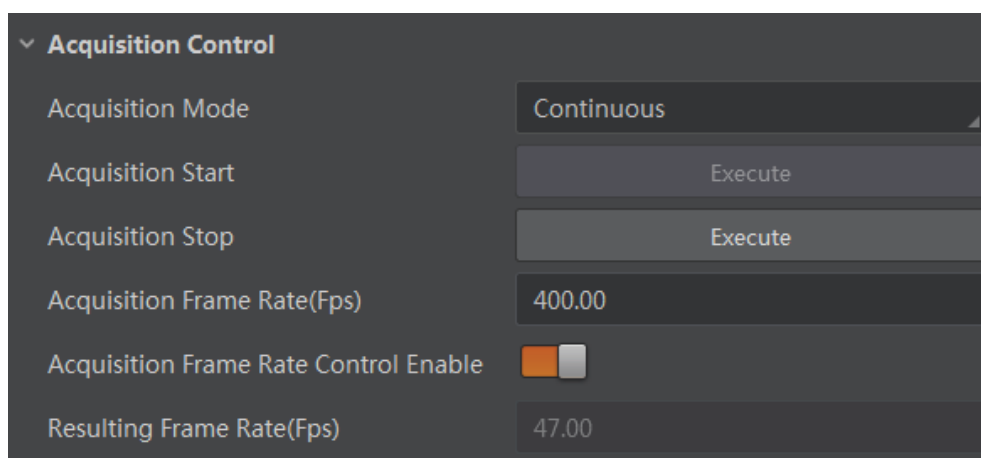 Acquisition Control
Acquisition Mode Continuous
Acquisition Start Execute
Acquisition Stop Execute
Acquisition Frame Rate(Fps) 400.00
Acquisition Frame Rate Control Enable
Resulting Frame Rate(Fps) 47.00